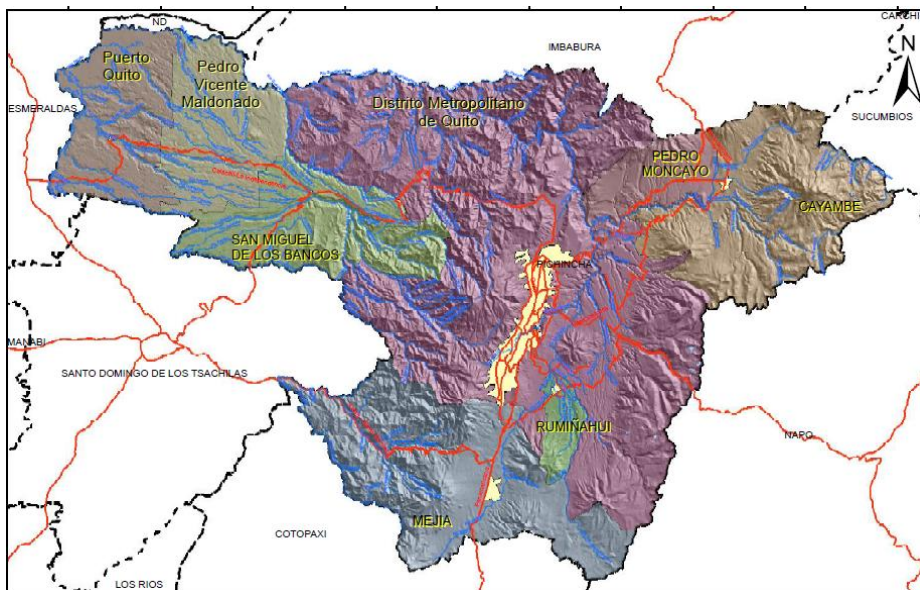 ND
CARCHI
IMBABURA
N
Puerto
Quito
Pedro
Vicente
Maldonado
Distrito Metropolitano
de Quito
ESMERALDAS
SUCUMBIOS
PEDRO
MONCAYO
CAYAMBE
SAN MIGUEL
DE LOS BANCOS
PICHINCHA
MANABI
SANTO DOMINGO DE LOS TSACHILAS
RUMIÑAHUI
NAPO
MEJIA
COTOPAXI
LOS RIOS